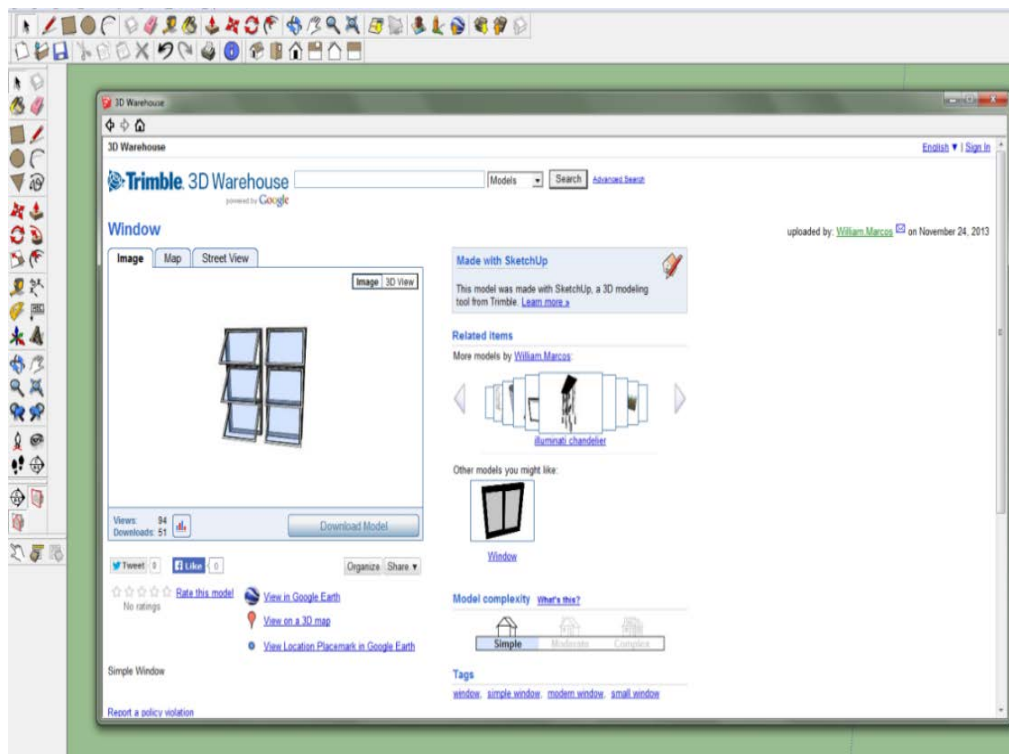 3D Warehouse
3D Warehouse
English ▼ | Sign In
Trimble. 3D Warehouse
Models
Search
Advanced Search
powered by Google
Window
uploaded by: William.Marcos on November 24, 2013
Image Map Street View
Image 3D View
Made with SketchUp
This model was made with SketchUp, a 3D modeling
tool from Trimble. Learn more »
Related items
More models by William.Marcos:
illuminati chandelier
Other models you might like:
Window
Views: 94
Downloads: 51
Download Model
Tweet 0
Like 0
Organize Share ▼
Rate this model
No ratings
View in Google Earth
View on a 3D map
View Location Placemark in Google Earth
Model complexity What's this?
Simple Moderate Complex
Simple Window
Tags
window, simple window, modern window, small window
Report a policy violation